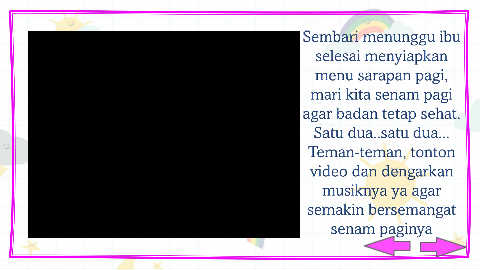 Sembari menunggu ibu
selesai menyiapkan
menu sarapan pagi,
mari kita senam pagi
agar badan tetap sehat.
Satu dua..satu dua...
Teman-teman, tonton
video dan dengarkan
musiknya ya agar
semakin bersemangat
senam paginya